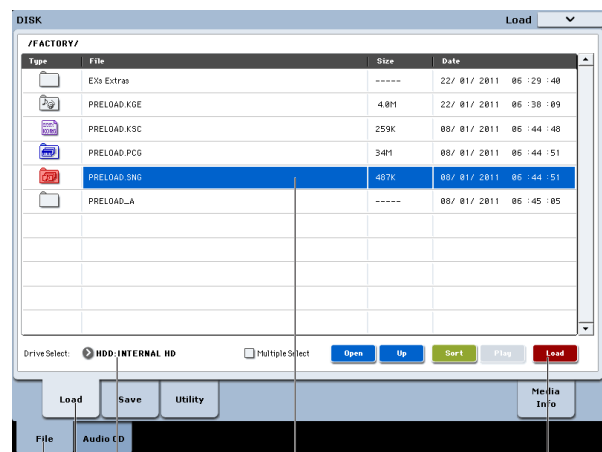 DISK Load
/FACTORY/
Type File Size Date
EXs Extras ----- 22/ 01/ 2011 06 :29 :40
PRELOAD.KGE 4.0M 22/ 01/ 2011 06 :38 :09
PRELOAD.KSC 259K 08/ 01/ 2011 06 :44 :48
PRELOAD.PCG 34M 08/ 01/ 2011 06 :44 :51
PRELOAD.SNG 487K 08/ 01/ 2011 06 :44 :51
PRELOAD_A ----- 08/ 01/ 2011 06 :45 :05
Drive Select: HDD: INTERNAL HD Multiple Select Open Up Sort Play Load
Load Save Utility Media Info
File Audio CD